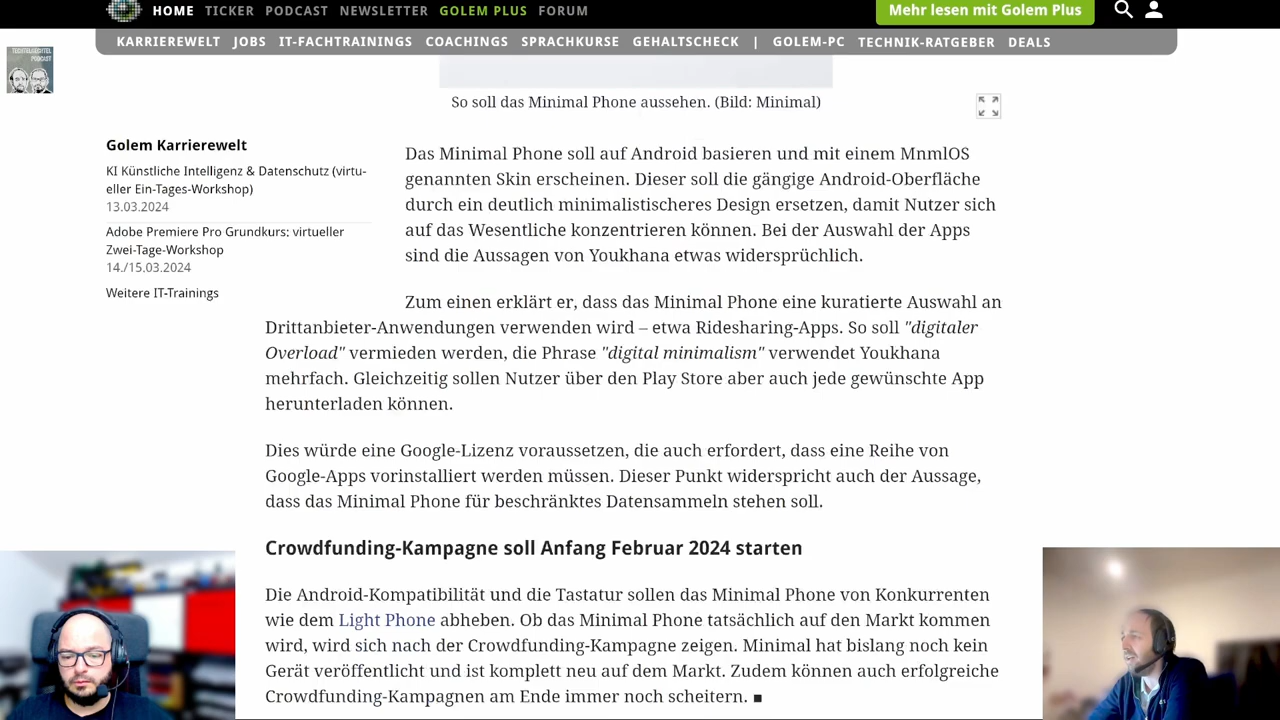 HOME TICKER PODCAST NEWSLETTER GOLEM PLUS FORUM
Mehr lesen mit Golem Plus
KARRIEREWELT JOBS IT-FACHTRAININGS COACHINGS SPRACHKURSE GEHALTSCHECK | GOLEM-PC TECHNIK-RATGEBER DEALS
PODCAST
So soll das Minimal Phone aussehen. (Bild: Minimal)
Golem Karrierewelt
KI Künstliche Intelligenz & Datenschutz (virtu-
eller Ein-Tages-Workshop)
13.03.2024
Adobe Premiere Pro Grundkurs: virtueller
Zwei-Tage-Workshop
14./15.03.2024
Weitere IT-Trainings
Das Minimal Phone soll auf Android basieren und mit einem MnmlOS
genannten Skin erscheinen. Dieser soll die gängige Android-Oberfläche
durch ein deutlich minimalistischeres Design ersetzen, damit Nutzer sich
auf das Wesentliche konzentrieren können. Bei der Auswahl der Apps
sind die Aussagen von Youkhana etwas widersprüchlich.
Zum einen erklärt er, dass das Minimal Phone eine kuratierte Auswahl an
Drittanbieter-Anwendungen verwenden wird – etwa Ridesharing-Apps. So soll "digitaler
Overload" vermieden werden, die Phrase "digital minimalism" verwendet Youkhana
mehrfach. Gleichzeitig sollen Nutzer über den Play Store aber auch jede gewünschte App
herunterladen können.
Dies würde eine Google-Lizenz voraussetzen, die auch erfordert, dass eine Reihe von
Google-Apps vorinstalliert werden müssen. Dieser Punkt widerspricht auch der Aussage,
dass das Minimal Phone für beschränktes Datensammeln stehen soll.
Crowdfunding-Kampagne soll Anfang Februar 2024 starten
Die Android-Kompatibilität und die Tastatur sollen das Minimal Phone von Konkurrenten
wie dem Light Phone abheben. Ob das Minimal Phone tatsächlich auf den Markt kommen
wird, wird sich nach der Crowdfunding-Kampagne zeigen. Minimal hat bislang noch kein
Gerät veröffentlicht und ist komplett neu auf dem Markt. Zudem können auch erfolgreiche
Crowdfunding-Kampagnen am Ende immer noch scheitern. ■